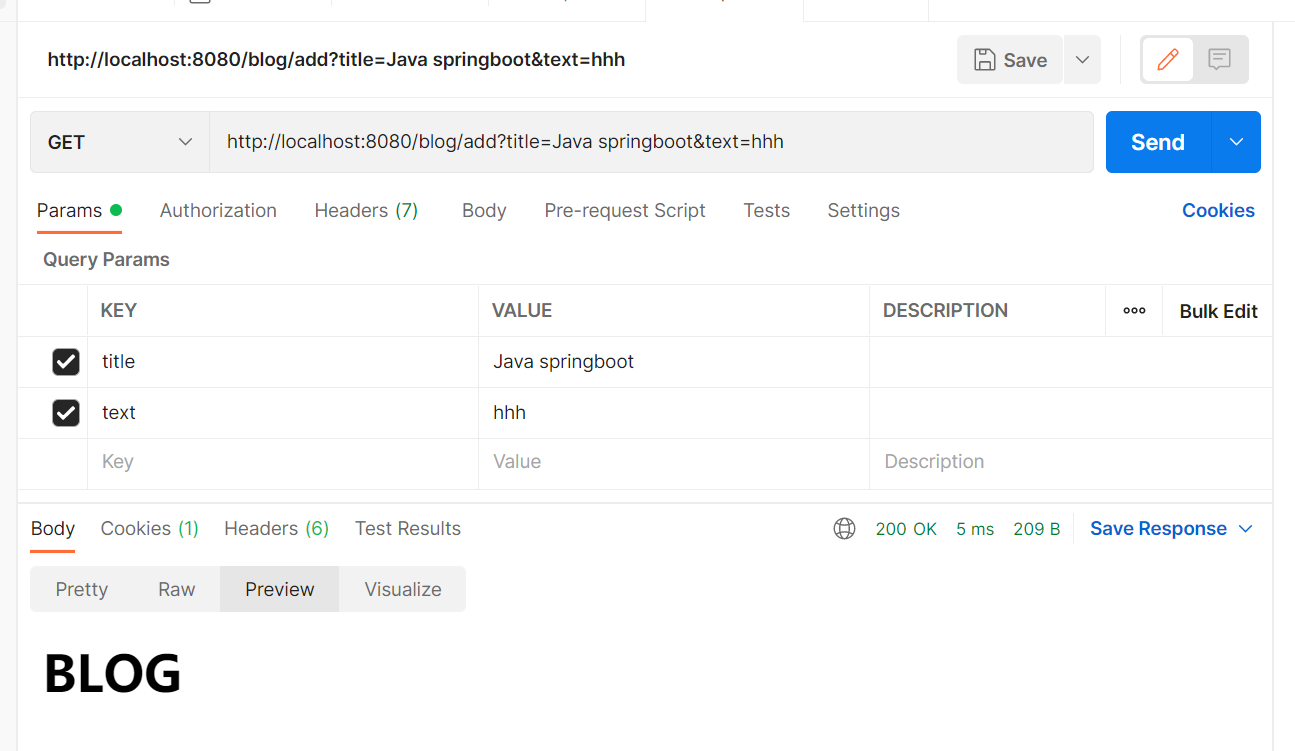 http://localhost:8080/blog/add?title=Java springboot&text=hhh
Save
GET
http://localhost:8080/blog/add?title=Java springboot&text=hhh
Send
Params
Authorization
Headers (7)
Body
Pre-request Script
Tests
Settings
Cookies
Query Params
KEY
VALUE
DESCRIPTION
Bulk Edit
title
Java springboot
text
hhh
Key
Value
Description
Body
Cookies (1)
Headers (6)
Test Results
200 OK
5 ms
209 B
Save Response
Pretty
Raw
Preview
Visualize
BLOG